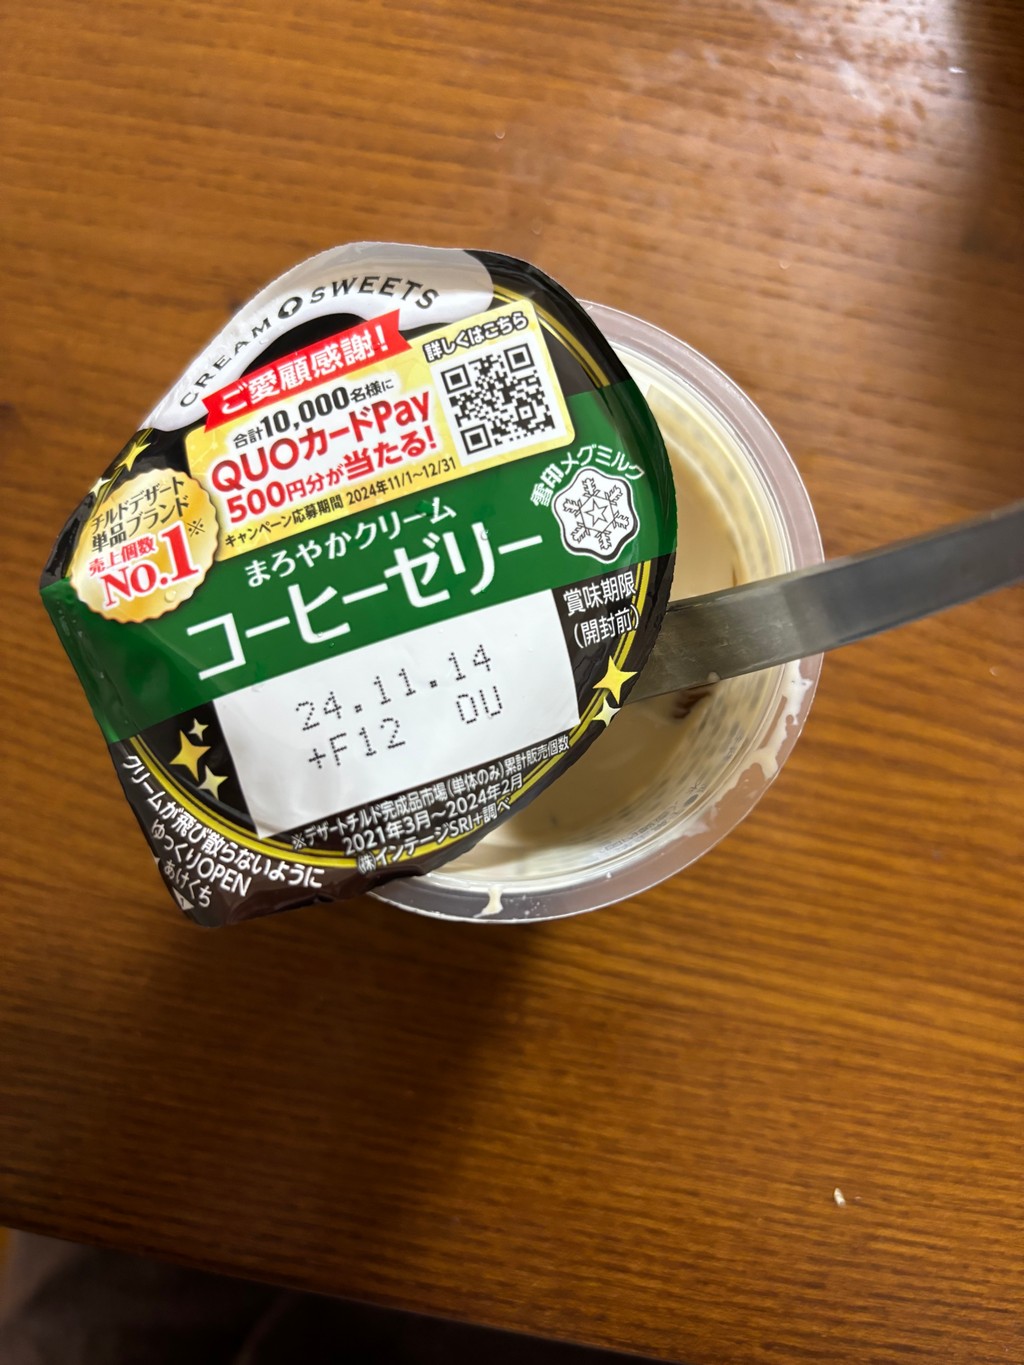 CREAM SWEETS
ご愛顧感謝!
合計10,000名様に
QUOカードPay
500円分が当たる!
キャンペーン応募期間 2024年11/1~12/31
詳しくはこちら
チルドデザート
単品ブランド※
売上個数
No.1
雪印メグミルク
まろやかクリーム
コーヒーゼリー
賞味期限
(開封前)
24.11.14
+F12 DU
※デザートチルド完成品市場(単体のみ)累計販売個数
2021年3月~2024年2月
㈱インテージSRI+調べ
クリームが飛び散らないように
ゆっくりOPEN
あけくち